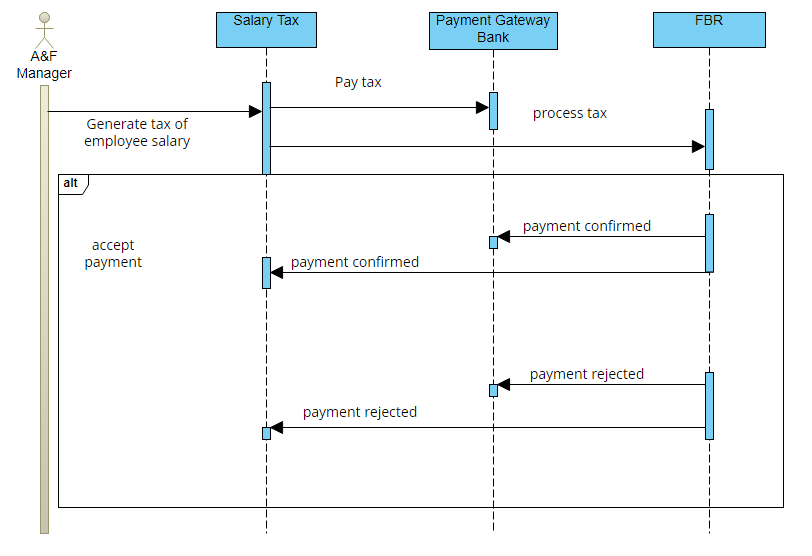 Salary Tax
Payment Gateway
Bank
FBR
A&F
Manager
Pay tax
process tax
Generate tax of
employee salary
alt
payment confirmed
accept
payment
payment confirmed
payment rejected
payment rejected